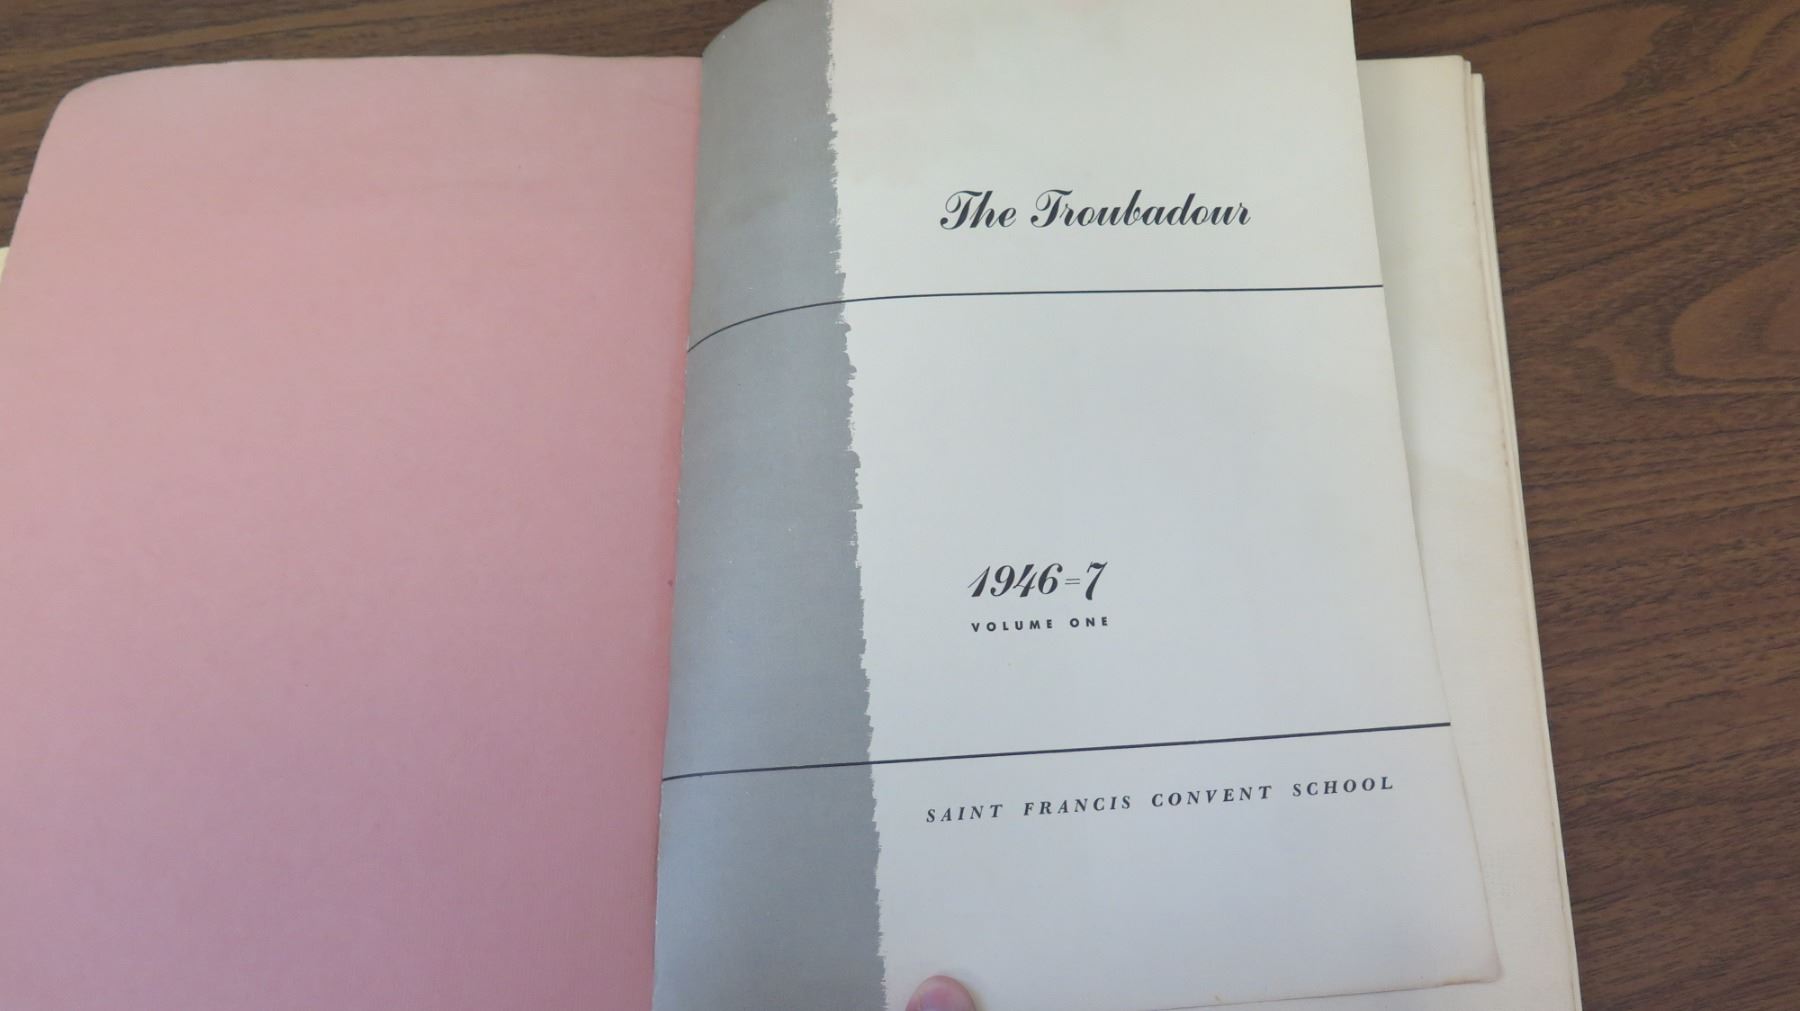 The Troubadour
1946=7
VOLUME ONE
SAINT FRANCIS CONVENT SCHOOL